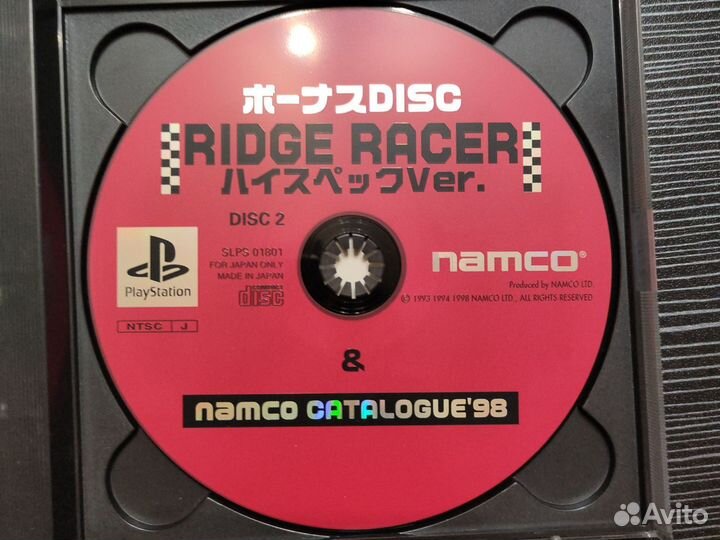 ボーナスDISC
RIDGE RACER
ハイスペックVer.
DISC 2
SLPS 01801
FOR JAPAN ONLY
MADE IN JAPAN
COMPACT
disc
PlayStation
NTSC J
namco®
Produced by NAMCO LTD.
© 1993 1994 1998 NAMCO LTD., ALL RIGHTS RESERVED
&
namco CATALOGUE'98
Avito